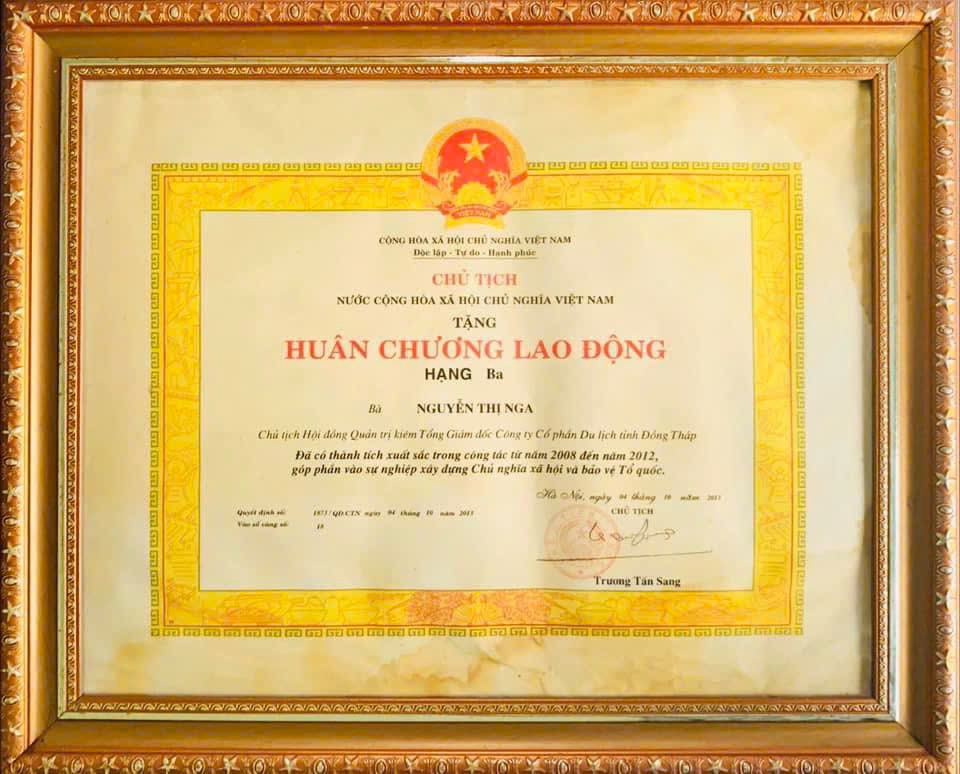 VIỆT NAM
CỘNG HÒA XÃ HỘI CHỦ NGHĨA VIỆT NAM
Độc lập - Tự do - Hạnh phúc
CHỦ TỊCH
NƯỚC CỘNG HÒA XÃ HỘI CHỦ NGHĨA VIỆT NAM
TẶNG
HUÂN CHƯƠNG LAO ĐỘNG
HẠNG Ba
Bà NGUYỄN THỊ NGA
Chủ tịch Hội đồng Quản trị kiêm Tổng Giám đốc Công ty Cổ phần Du lịch tỉnh Đồng Tháp
Đã có thành tích xuất sắc trong công tác từ năm 2008 đến năm 2012,
góp phần vào sự nghiệp xây dựng Chủ nghĩa xã hội và bảo vệ Tổ quốc.
Hà Nội, ngày 04 tháng 10 năm 2013
CHỦ TỊCH
Quyết định số: 1873/QĐ.CTN ngày 04 tháng 10 năm 2013
Vào sổ vàng số: 18
Trương Tấn Sang